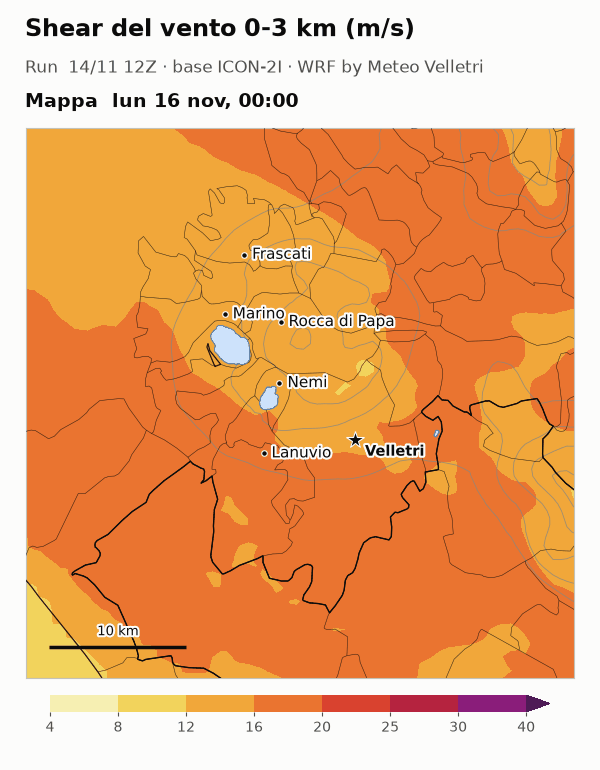 Shear del vento 0-3 km (m/s)
Run  14/11 12Z · base ICON-2I · WRF by Meteo Velletri
Mappa  lun 16 nov, 00:00
Frascati
Marino
Rocca di Papa
Nemi
Velletri
Lanuvio
10 km
4 8 12 16 20 25 30 40